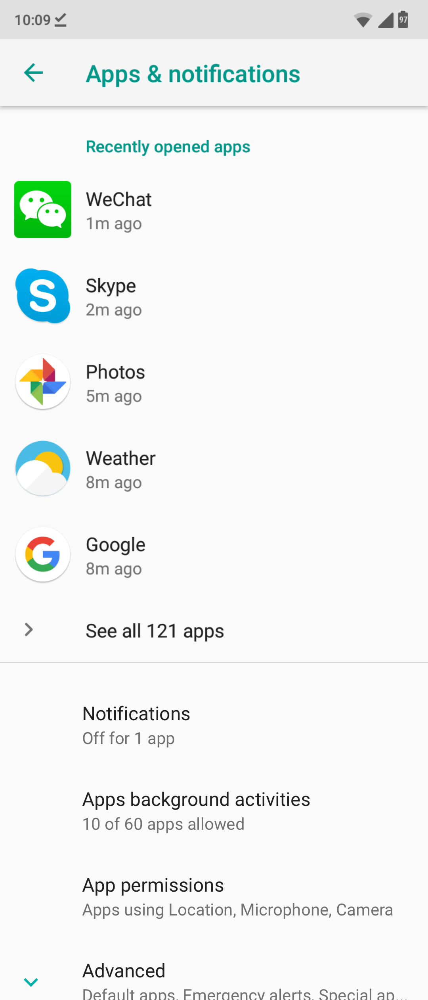 10:09
97
Apps & notifications
Recently opened apps
WeChat
1m ago
S
Skype
2m ago
Photos
5m ago
Weather
8m ago
G
Google
8m ago
See all 121 apps
Notifications
Off for 1 app
Apps background activities
10 of 60 apps allowed
App permissions
Apps using Location, Microphone, Camera
Advanced
Default apps, Emergency alerts, Special ap...